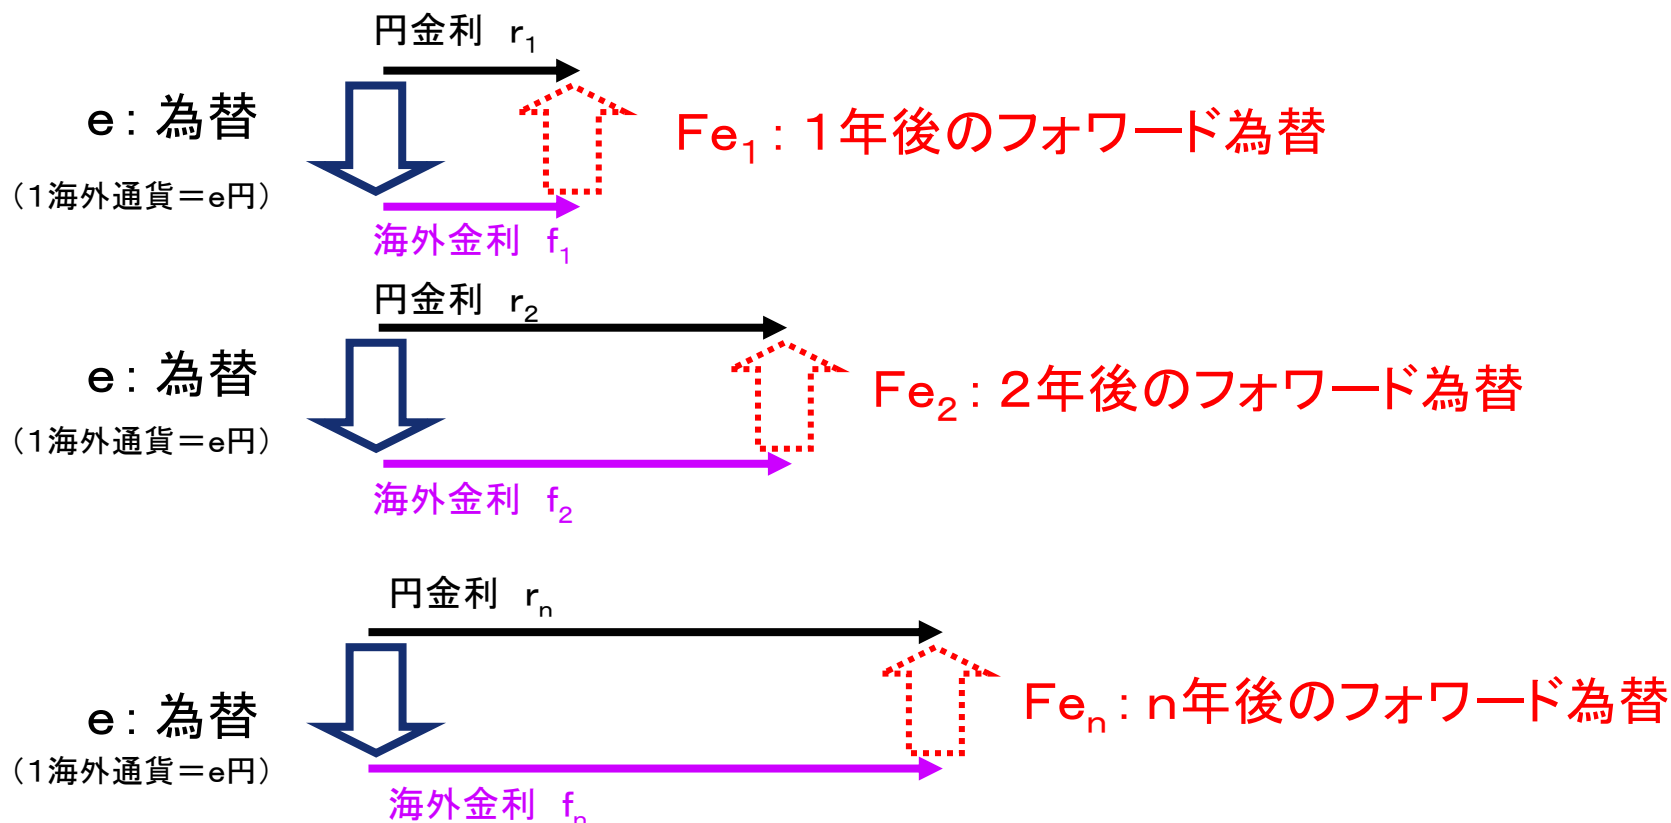 円金利 r₁
e：為替
Fe₁：１年後のフォワード為替
（１海外通貨＝e円）
海外金利 f₁
円金利 r₂
e：為替
Fe₂：２年後のフォワード為替
（１海外通貨＝e円）
海外金利 f₂
円金利 rₙ
e：為替
Feₙ：ｎ年後のフォワード為替
（１海外通貨＝e円）
海外金利 fₙ